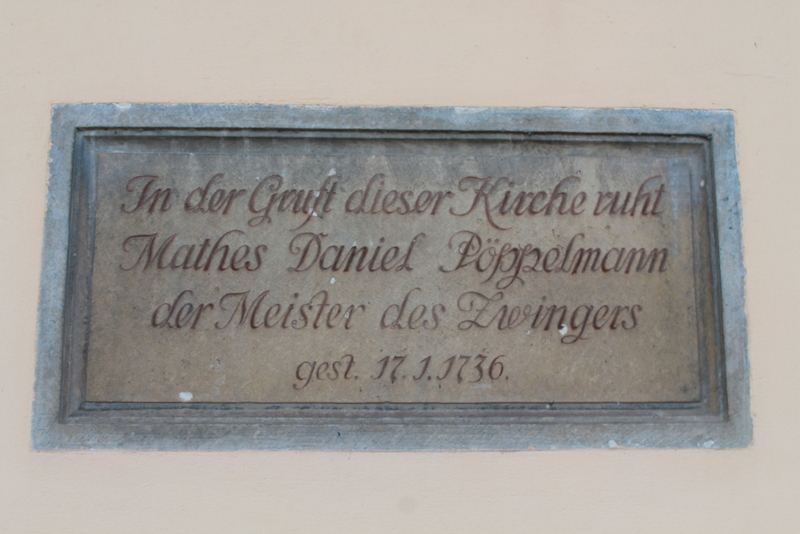 In der Gruft dieser Kirche ruht
Mathes Daniel Pöppelmann
der Meister des Zwingers
gest. 17.1.1736.